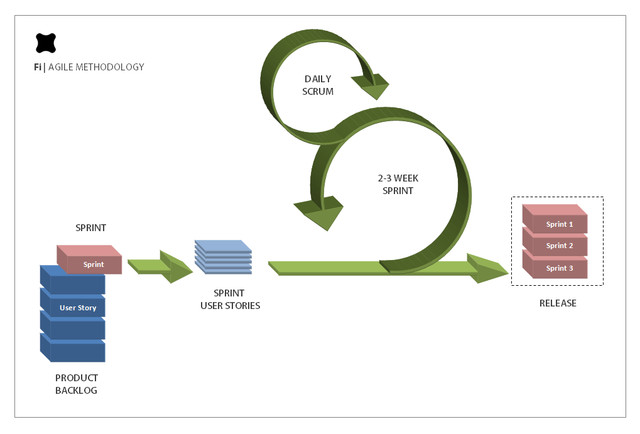 Fi | AGILE METHODOLOGY
DAILY
SCRUM
2-3 WEEK
SPRINT
SPRINT
Sprint
User Story
PRODUCT
BACKLOG
SPRINT
USER STORIES
Sprint 1
Sprint 2
Sprint 3
RELEASE